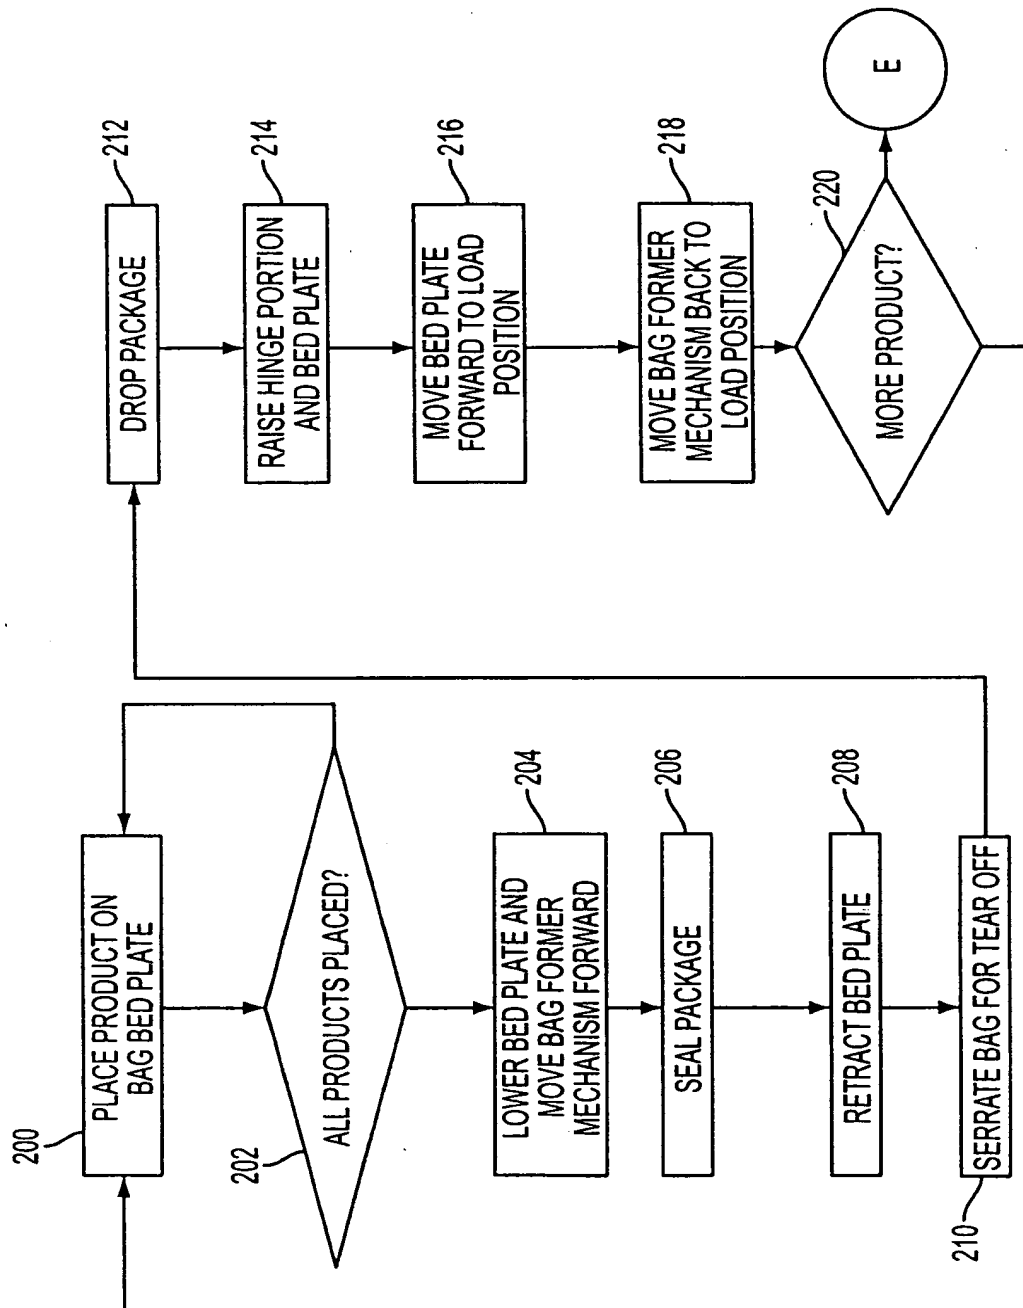 200
PLACE PRODUCT ON
BAG BED PLATE
202
ALL PRODUCTS PLACED?
204
LOWER BED PLATE AND
MOVE BAG FORMER
MECHANISM FORWARD
206
SEAL PACKAGE
208
RETRACT BED PLATE
210
SERRATE BAG FOR TEAR OFF
212
DROP PACKAGE
214
RAISE HINGE PORTION
AND BED PLATE
216
MOVE BED PLATE
FORWARD TO LOAD
POSITION
218
MOVE BAG FORMER
MECHANISM BACK TO
LOAD POSITION
220
MORE PRODUCT?
E